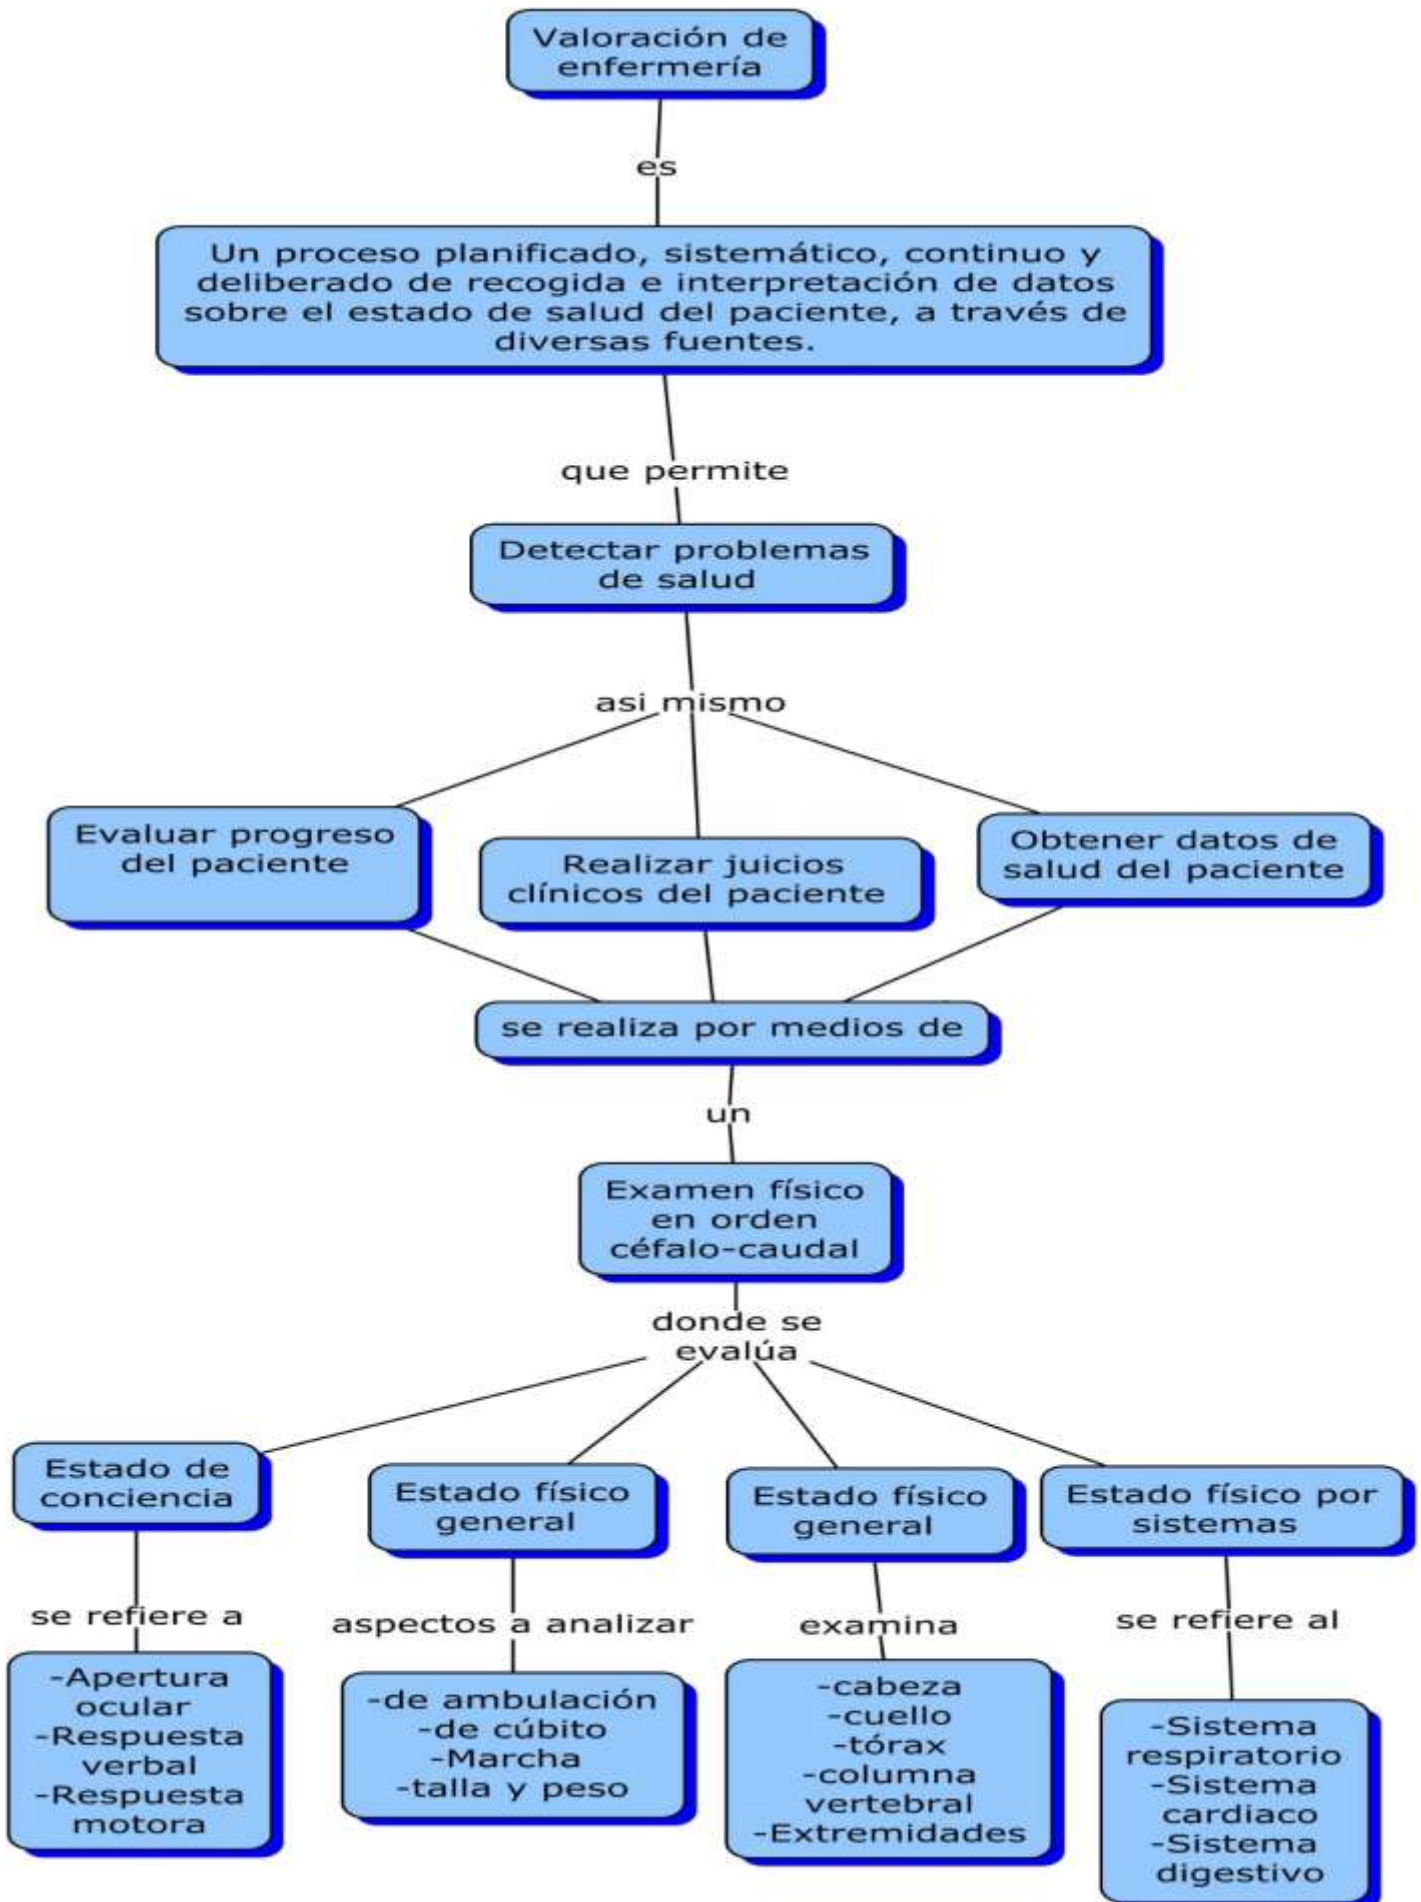 Valoración de
enfermería
es
Un proceso planificado, sistemático, continuo y
deliberado de recogida e interpretación de datos
sobre el estado de salud del paciente, a través de
diversas fuentes.
que permite
Detectar problemas
de salud
asi mismo
Evaluar progreso
del paciente
Realizar juicios
clínicos del paciente
Obtener datos de
salud del paciente
se realiza por medios de
un
Examen físico
en orden
céfalo-caudal
donde se
evalúa
Estado de
conciencia
se refiere a
-Apertura
ocular
-Respuesta
verbal
-Respuesta
motora
Estado físico
general
aspectos a analizar
-de ambulación
-de cúbito
-Marcha
-talla y peso
Estado físico
general
examina
-cabeza
-cuello
-tórax
-columna
vertebral
-Extremidades
Estado físico por
sistemas
se refiere al
-Sistema
respiratorio
-Sistema
cardiaco
-Sistema
digestivo